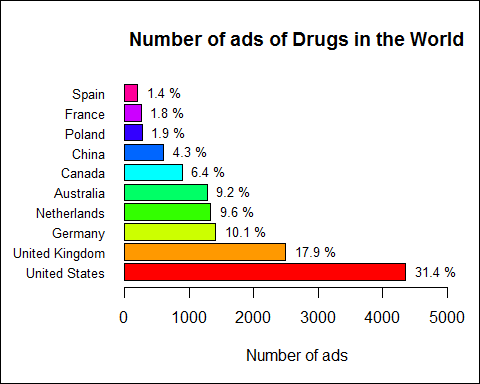 Number of ads of Drugs in the World
Spain 1.4 %
France 1.8 %
Poland 1.9 %
China 4.3 %
Canada 6.4 %
Australia 9.2 %
Netherlands 9.6 %
Germany 10.1 %
United Kingdom 17.9 %
United States 31.4 %
0 1000 2000 3000 4000 5000
Number of ads